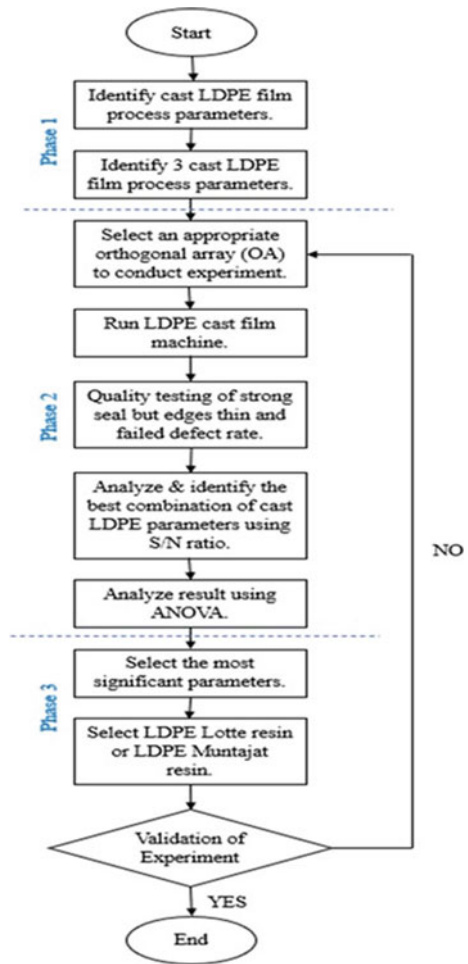 Start
Phase 1
Identify cast LDPE film
process parameters.
Identify 3 cast LDPE
film process parameters.
Phase 2
Select an appropriate
orthogonal array (OA)
to conduct experiment.
Run LDPE cast film
machine.
Quality testing of strong
seal but edges thin and
failed defect rate.
Analyze & identify the
best combination of cast
LDPE parameters using
S/N ratio.
Analyze result using
ANOVA.
NO
Phase 3
Select the most
significant parameters.
Select LDPE Lotte resin
or LDPE Muntajat
resin.
Validation of
Experiment
YES
End